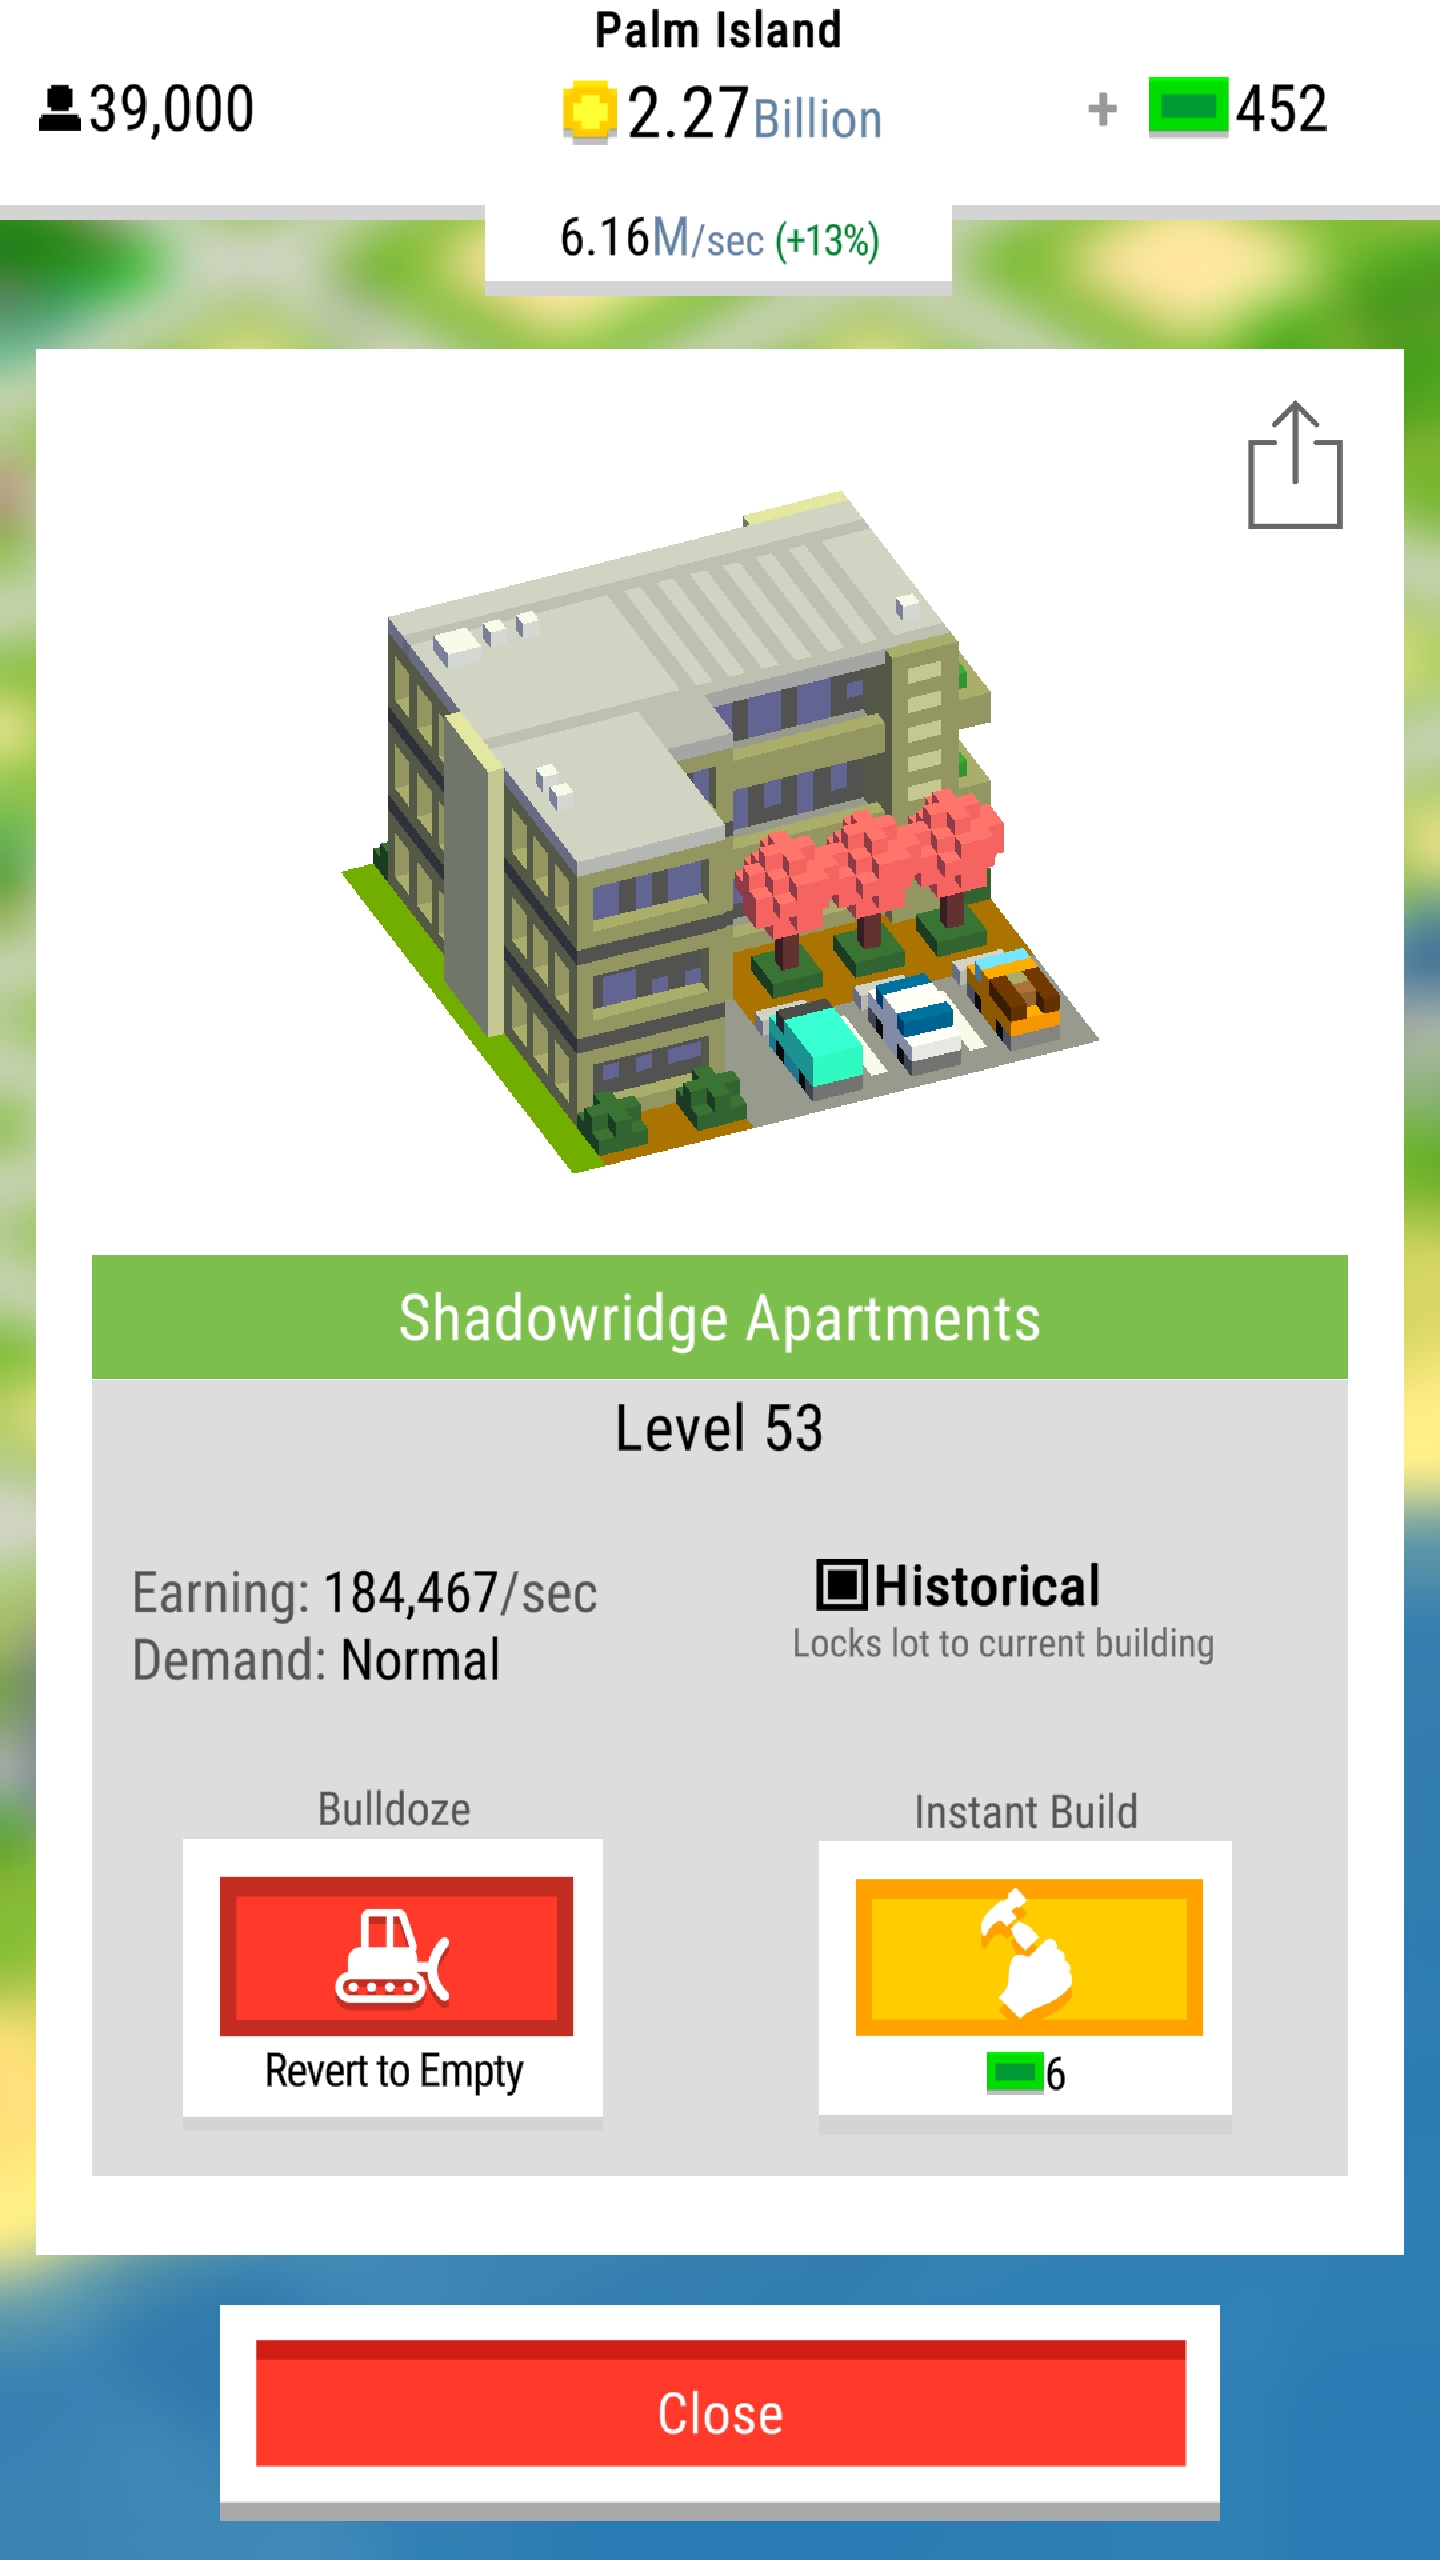 Palm Island
39,000
2.27Billion
+ 452
6.16M/sec (+13%)
Shadowridge Apartments
Level 53
Earning: 184,467/sec
Demand: Normal
Historical
Locks lot to current building
Bulldoze
Revert to Empty
Instant Build
6
Close